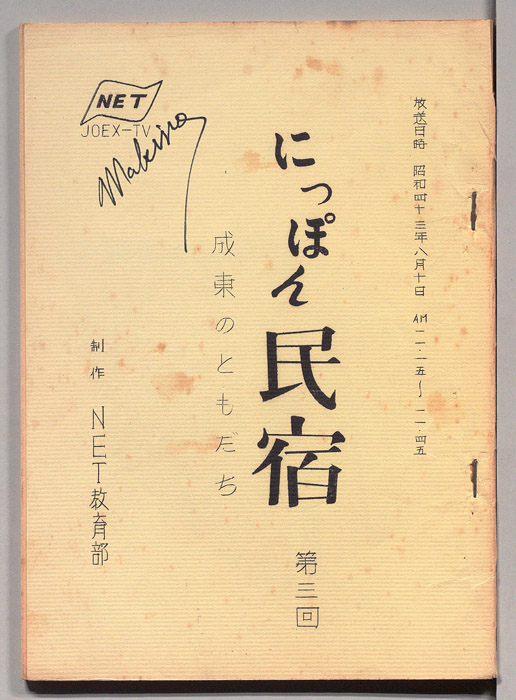 放送日時 昭和四十三年八月十日 AM一一・一五〜一一・四五
にっぽん民宿 第三回
成東のともだち
NET
JOEX-TV
Makino
制作 NET教育部